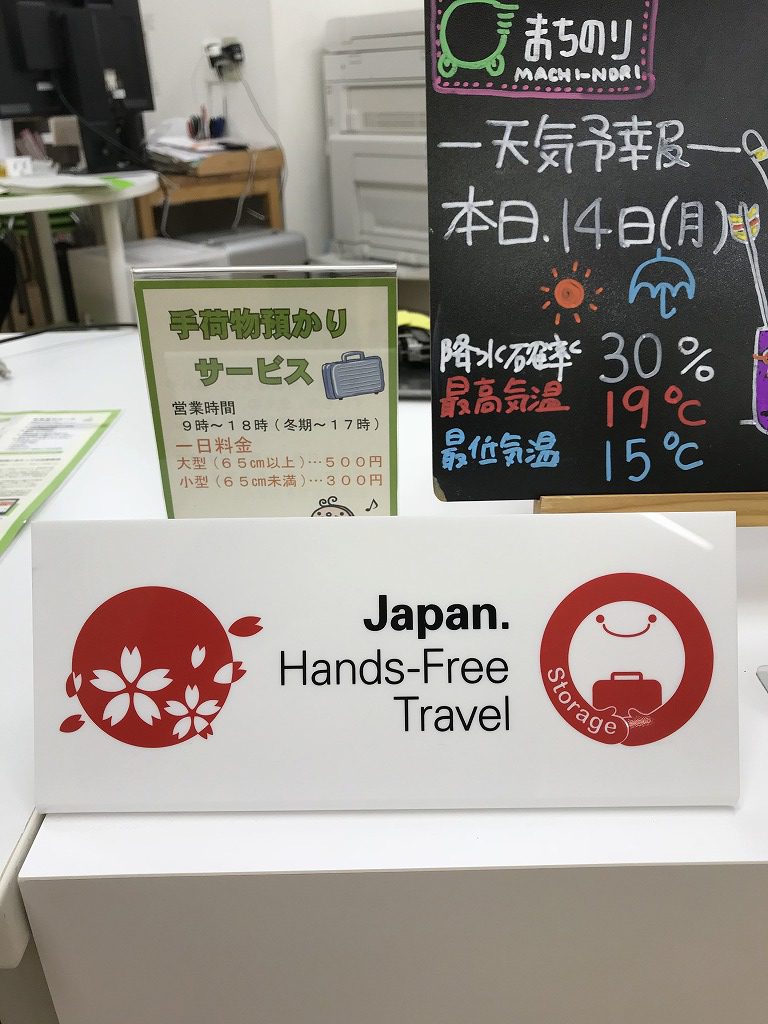 まちのり
MACHI-NORI
天気予報
本日.14日(月)
降水確率 30%
最高気温 19℃
最低気温 15℃
手荷物預かり
サービス
営業時間
9時～18時(冬期～17時)
一日料金
大型(65cm以上)…500円
小型(65cm未満)…300円
Japan.
Hands-Free
Travel
Storage